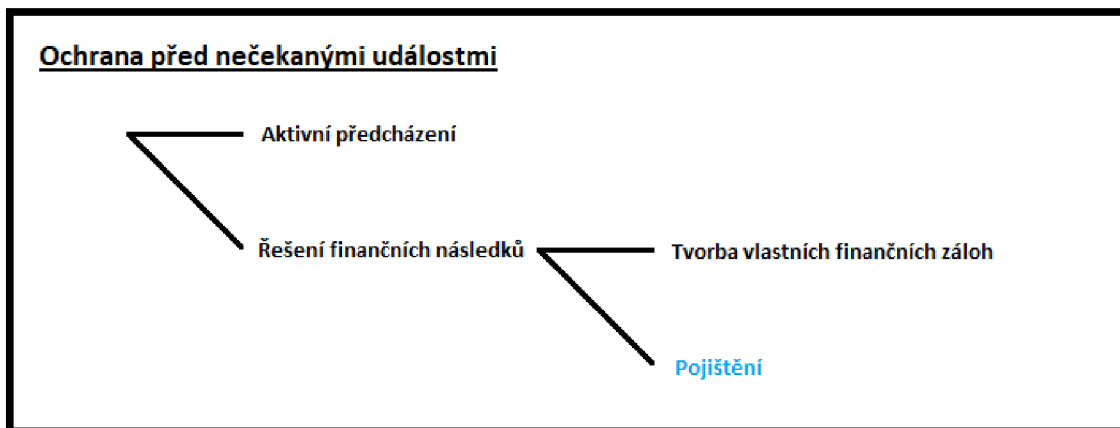 Ochrana před nečekanými událostmi
Aktivní předcházení
Řešení finančních následků
Tvorba vlastních finančních záloh
Pojištění